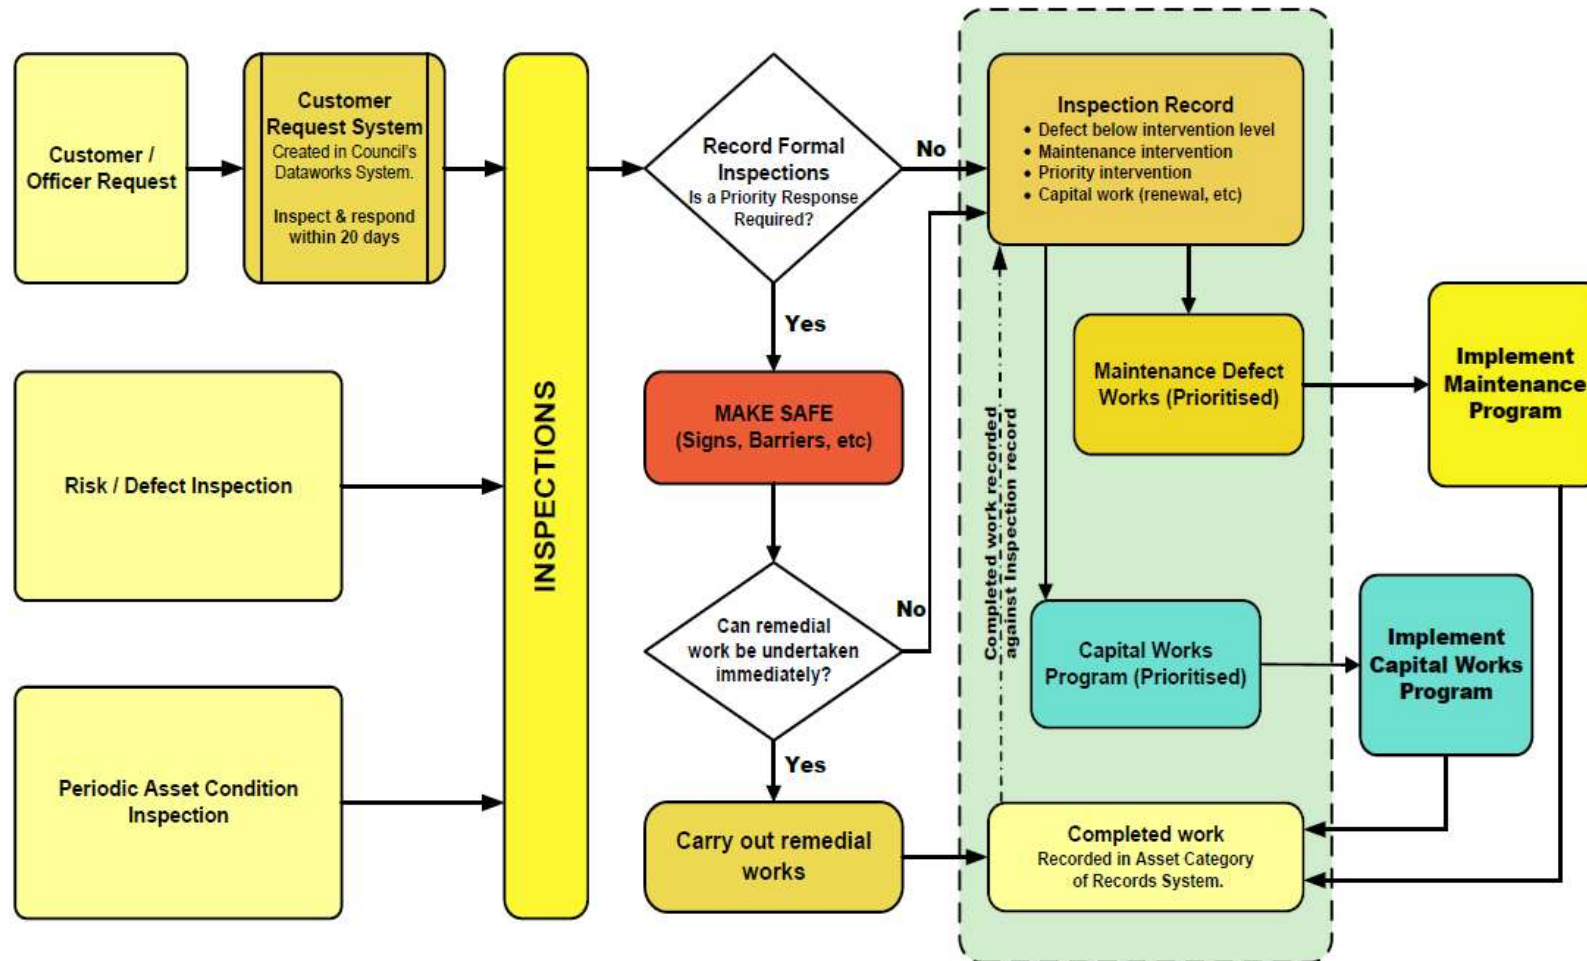 Customer /
Officer Request
Customer
Request System
Created in Council's
Dataworks System.
Inspect & respond
within 20 days
Risk / Defect Inspection
Periodic Asset Condition
Inspection
INSPECTIONS
Record Formal
Inspections
Is a Priority Response
Required?
No
Yes
MAKE SAFE
(Signs, Barriers, etc)
Can remedial
work be undertaken
immediately?
No
Yes
Carry out remedial
works
Inspection Record
• Defect below intervention level
• Maintenance intervention
• Priority intervention
• Capital work (renewal, etc)
Maintenance Defect
Works (Prioritised)
Completed work recorded
against Inspection record
Capital Works
Program (Prioritised)
Completed work
Recorded in Asset Category
of Records System.
Implement
Maintenance
Program
Implement
Capital Works
Program